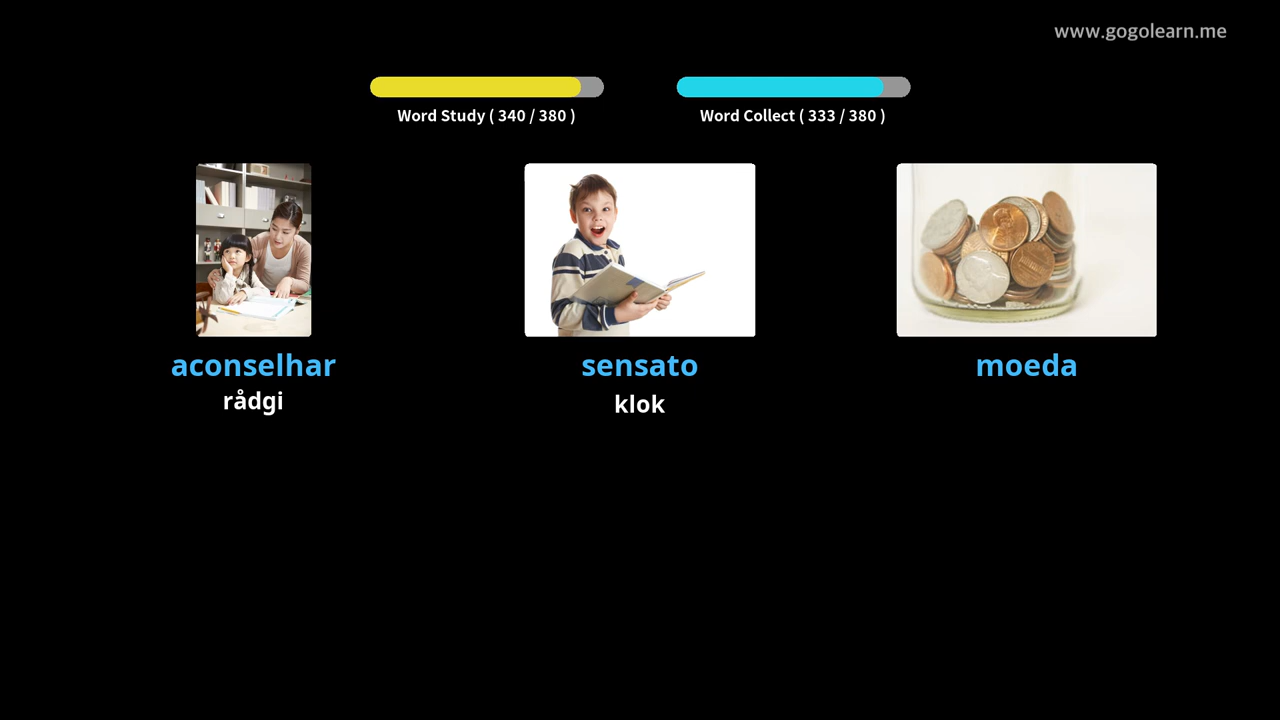 www.gogolearn.me
Word Study ( 340 / 380 )
Word Collect ( 333 / 380 )
aconselhar
rådgi
sensato
klok
moeda